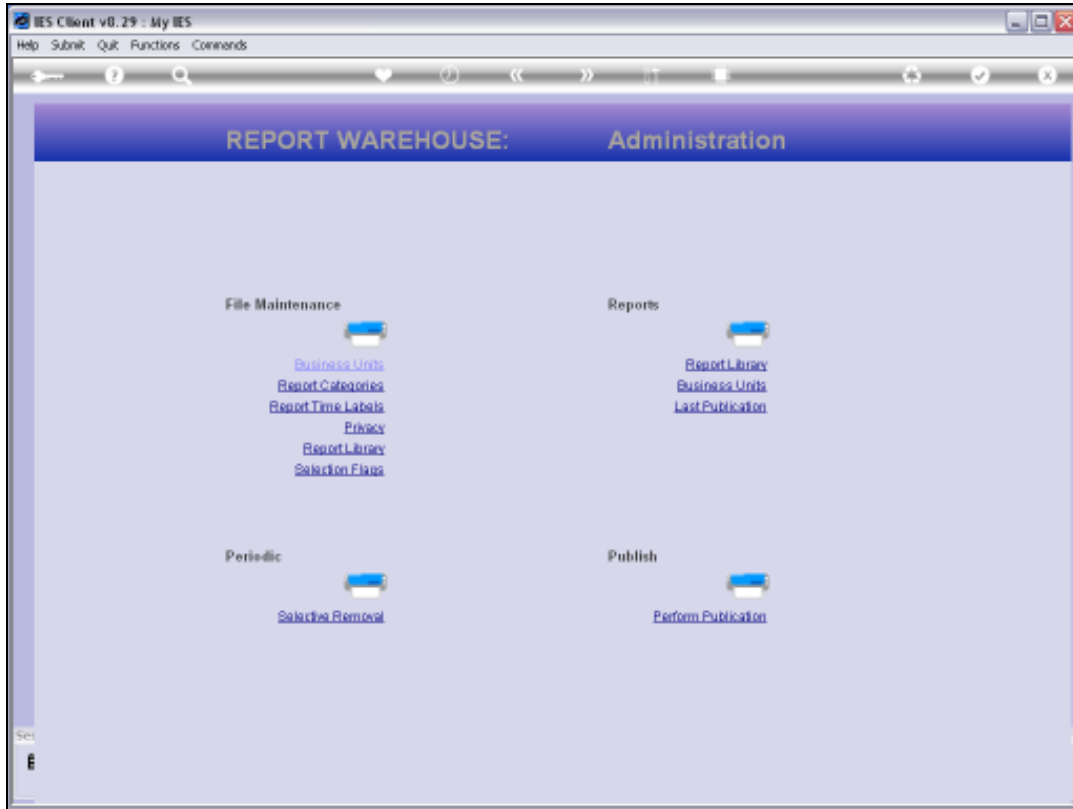 IES Client v8.29 : My IES
Help Submit Quit Functions Commands
REPORT WAREHOUSE: Administration
File Maintenance
Business Units
Report Categories
Report Time Labels
Privacy
Report Library
Selection Flags
Reports
Report Library
Business Units
Last Publication
Periodic
Selective Removal
Publish
Perform Publication